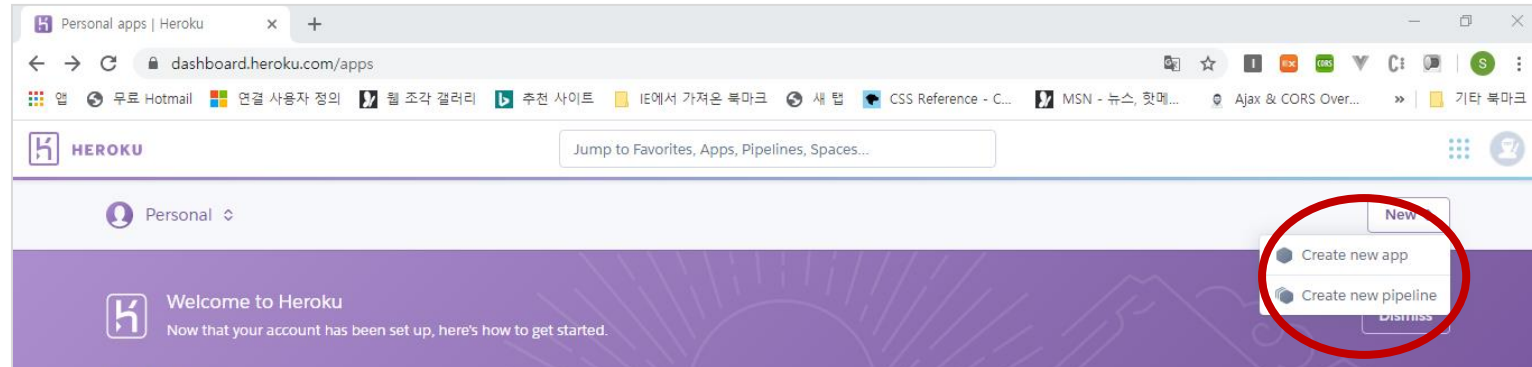 Personal apps | Heroku
dashboard.heroku.com/apps
앱 무료 Hotmail 연결 사용자 정의 웹 조각 갤러리 추천 사이트 IE에서 가져온 북마크 새 탭 CSS Reference - C... MSN - 뉴스, 핫메... Ajax & CORS Over... » 기타 북마크
HEROKU Jump to Favorites, Apps, Pipelines, Spaces...
Personal New
Create new app
Create new pipeline
Welcome to Heroku
Dismiss
Now that your account has been set up, here's how to get started.